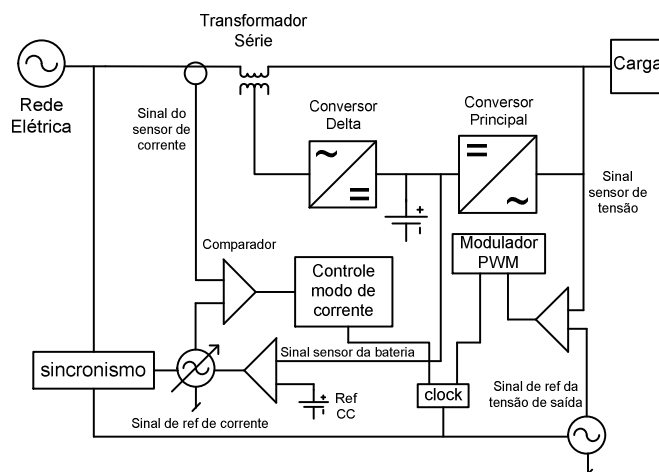 Transformador
Série
Carga
Rede
Elétrica
Sinal do
sensor de
corrente
Conversor
Delta
Conversor
Principal
~
=
=
~
+
Sinal
sensor de
tensão
Modulador
PWM
Comparador
Controle
modo de
corrente
Sinal sensor da bateria
sincronismo
+
Ref
CC
clock
Sinal de ref da
tensão de saída
Sinal de ref de corrente